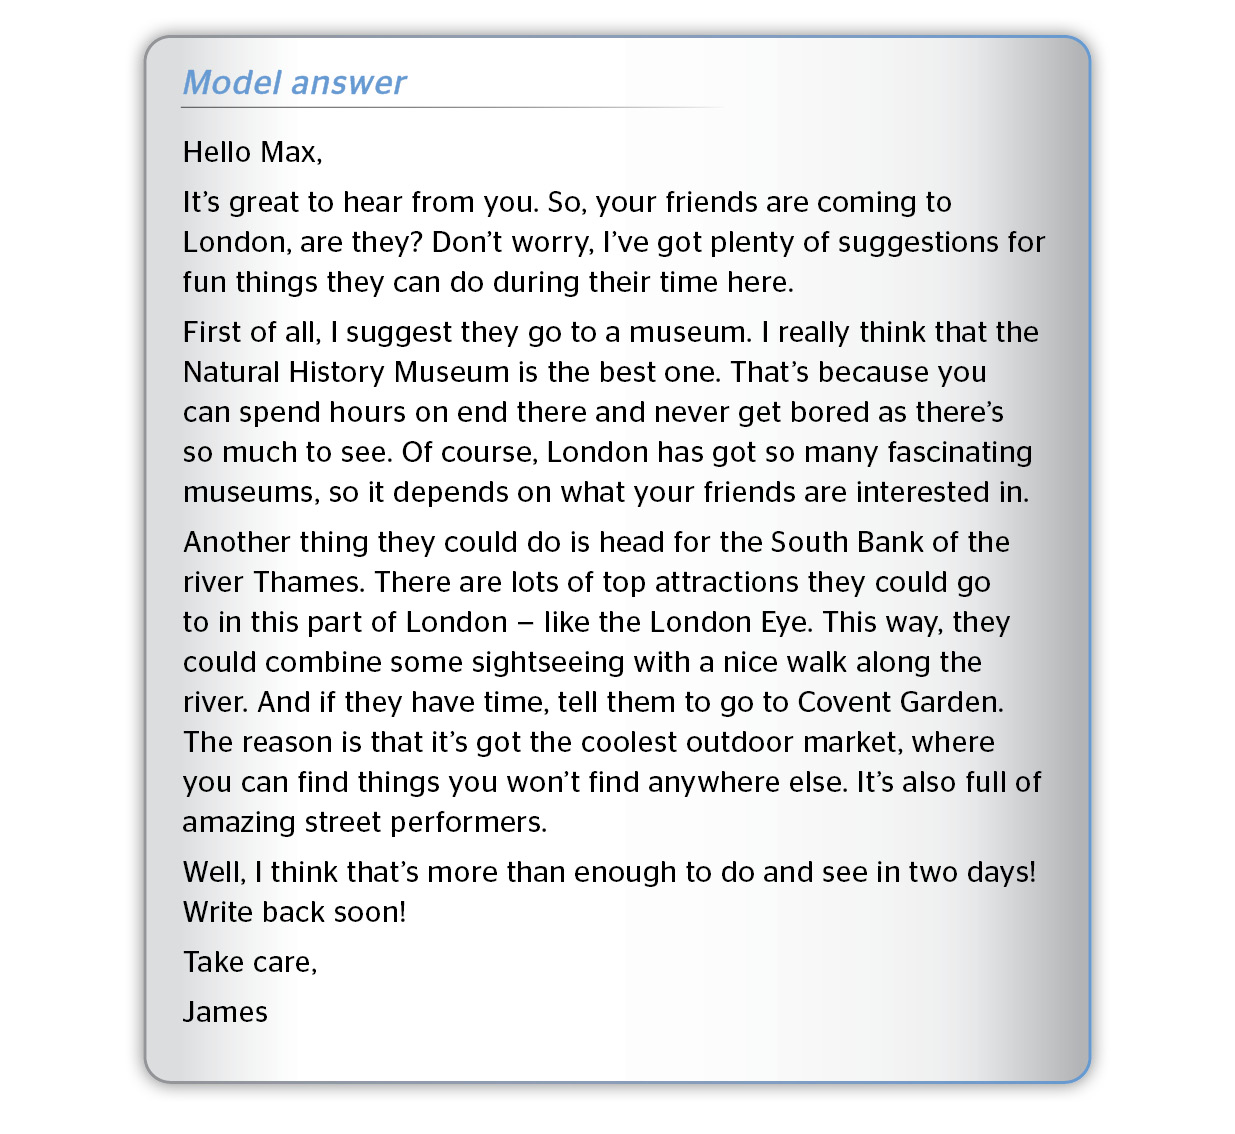 Model answer
Hello Max,
It’s great to hear from you. So, your friends are coming to
London, are they? Don’t worry, I’ve got plenty of suggestions for
fun things they can do during their time here.
First of all, I suggest they go to a museum. I really think that the
Natural History Museum is the best one. That’s because you
can spend hours on end there and never get bored as there’s
so much to see. Of course, London has got so many fascinating
museums, so it depends on what your friends are interested in.
Another thing they could do is head for the South Bank of the
river Thames. There are lots of top attractions they could go
to in this part of London – like the London Eye. This way, they
could combine some sightseeing with a nice walk along the
river. And if they have time, tell them to go to Covent Garden.
The reason is that it’s got the coolest outdoor market, where
you can find things you won’t find anywhere else. It’s also full of
amazing street performers.
Well, I think that’s more than enough to do and see in two days!
Write back soon!
Take care,
James